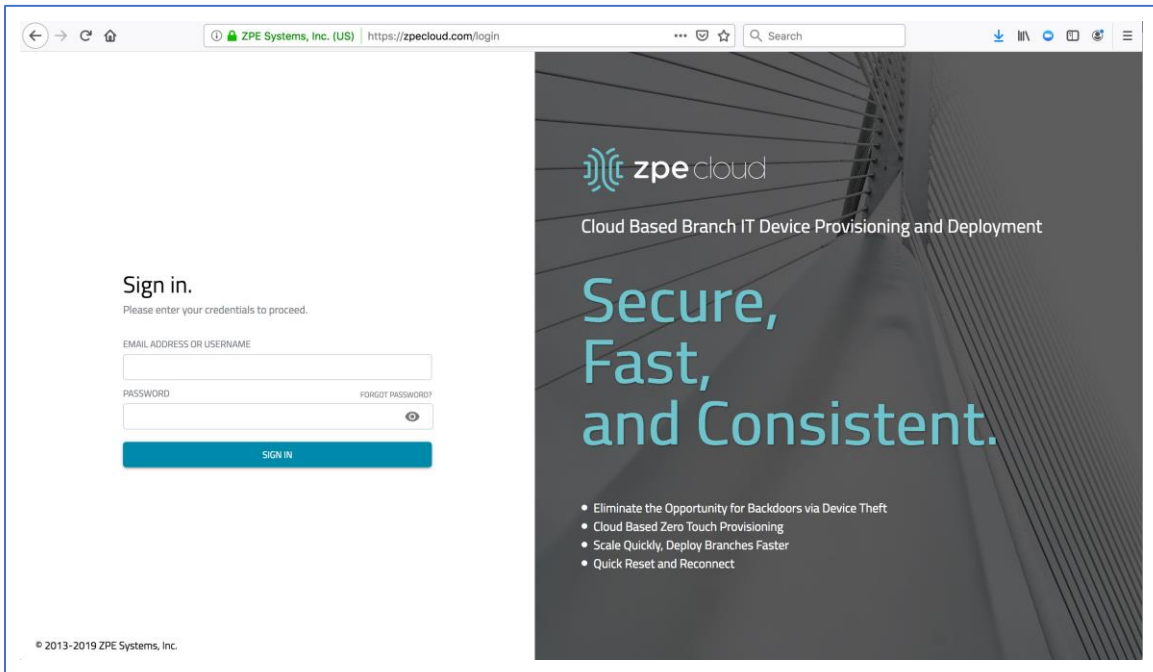 ZPE Systems, Inc. (US) https://zpecloud.com/login Search
zpe cloud
Cloud Based Branch IT Device Provisioning and Deployment
Sign in.
Please enter your credentials to proceed.
EMAIL ADDRESS OR USERNAME
PASSWORD FORGOT PASSWORD?
SIGN IN
Secure,
Fast,
and Consistent.
• Eliminate the Opportunity for Backdoors via Device Theft
• Cloud Based Zero Touch Provisioning
• Scale Quickly, Deploy Branches Faster
• Quick Reset and Reconnect
© 2013-2019 ZPE Systems, Inc.